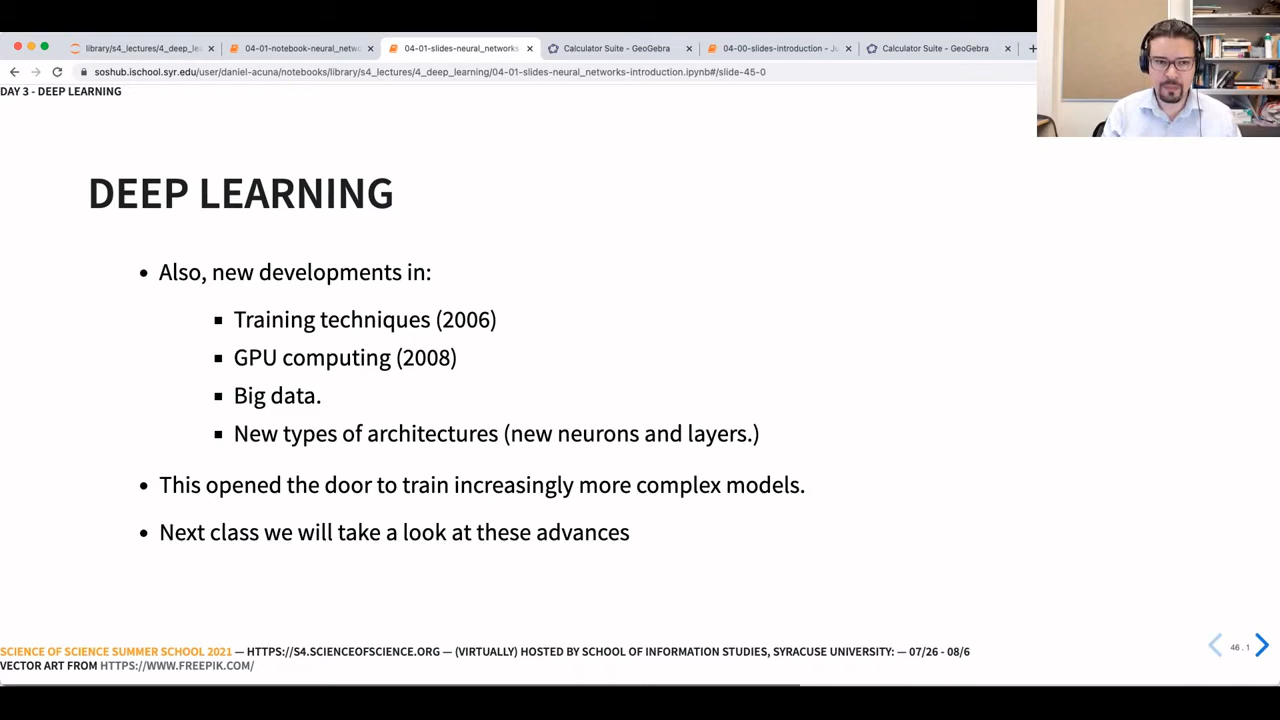 library/s4_lectures/4_deep_le
04-01-notebook-neural_netwo
04-01-slides-neural_networks
Calculator Suite - GeoGebra
04-00-slides-introduction - Ju
Calculator Suite - GeoGebra
soshub.ischool.syr.edu/user/daniel-acuna/notebooks/library/s4_lectures/4_deep_learning/04-01-slides-neural_networks-introduction.ipynb#/slide-45-0
DAY 3 - DEEP LEARNING
DEEP LEARNING
• Also, new developments in:
▪ Training techniques (2006)
▪ GPU computing (2008)
▪ Big data.
▪ New types of architectures (new neurons and layers.)
• This opened the door to train increasingly more complex models.
• Next class we will take a look at these advances
SCIENCE OF SCIENCE SUMMER SCHOOL 2021 — HTTPS://S4.SCIENCEOFSCIENCE.ORG — (VIRTUALLY) HOSTED BY SCHOOL OF INFORMATION STUDIES, SYRACUSE UNIVERSITY: — 07/26 - 08/6
VECTOR ART FROM HTTPS://WWW.FREEPIK.COM/
46 . 1